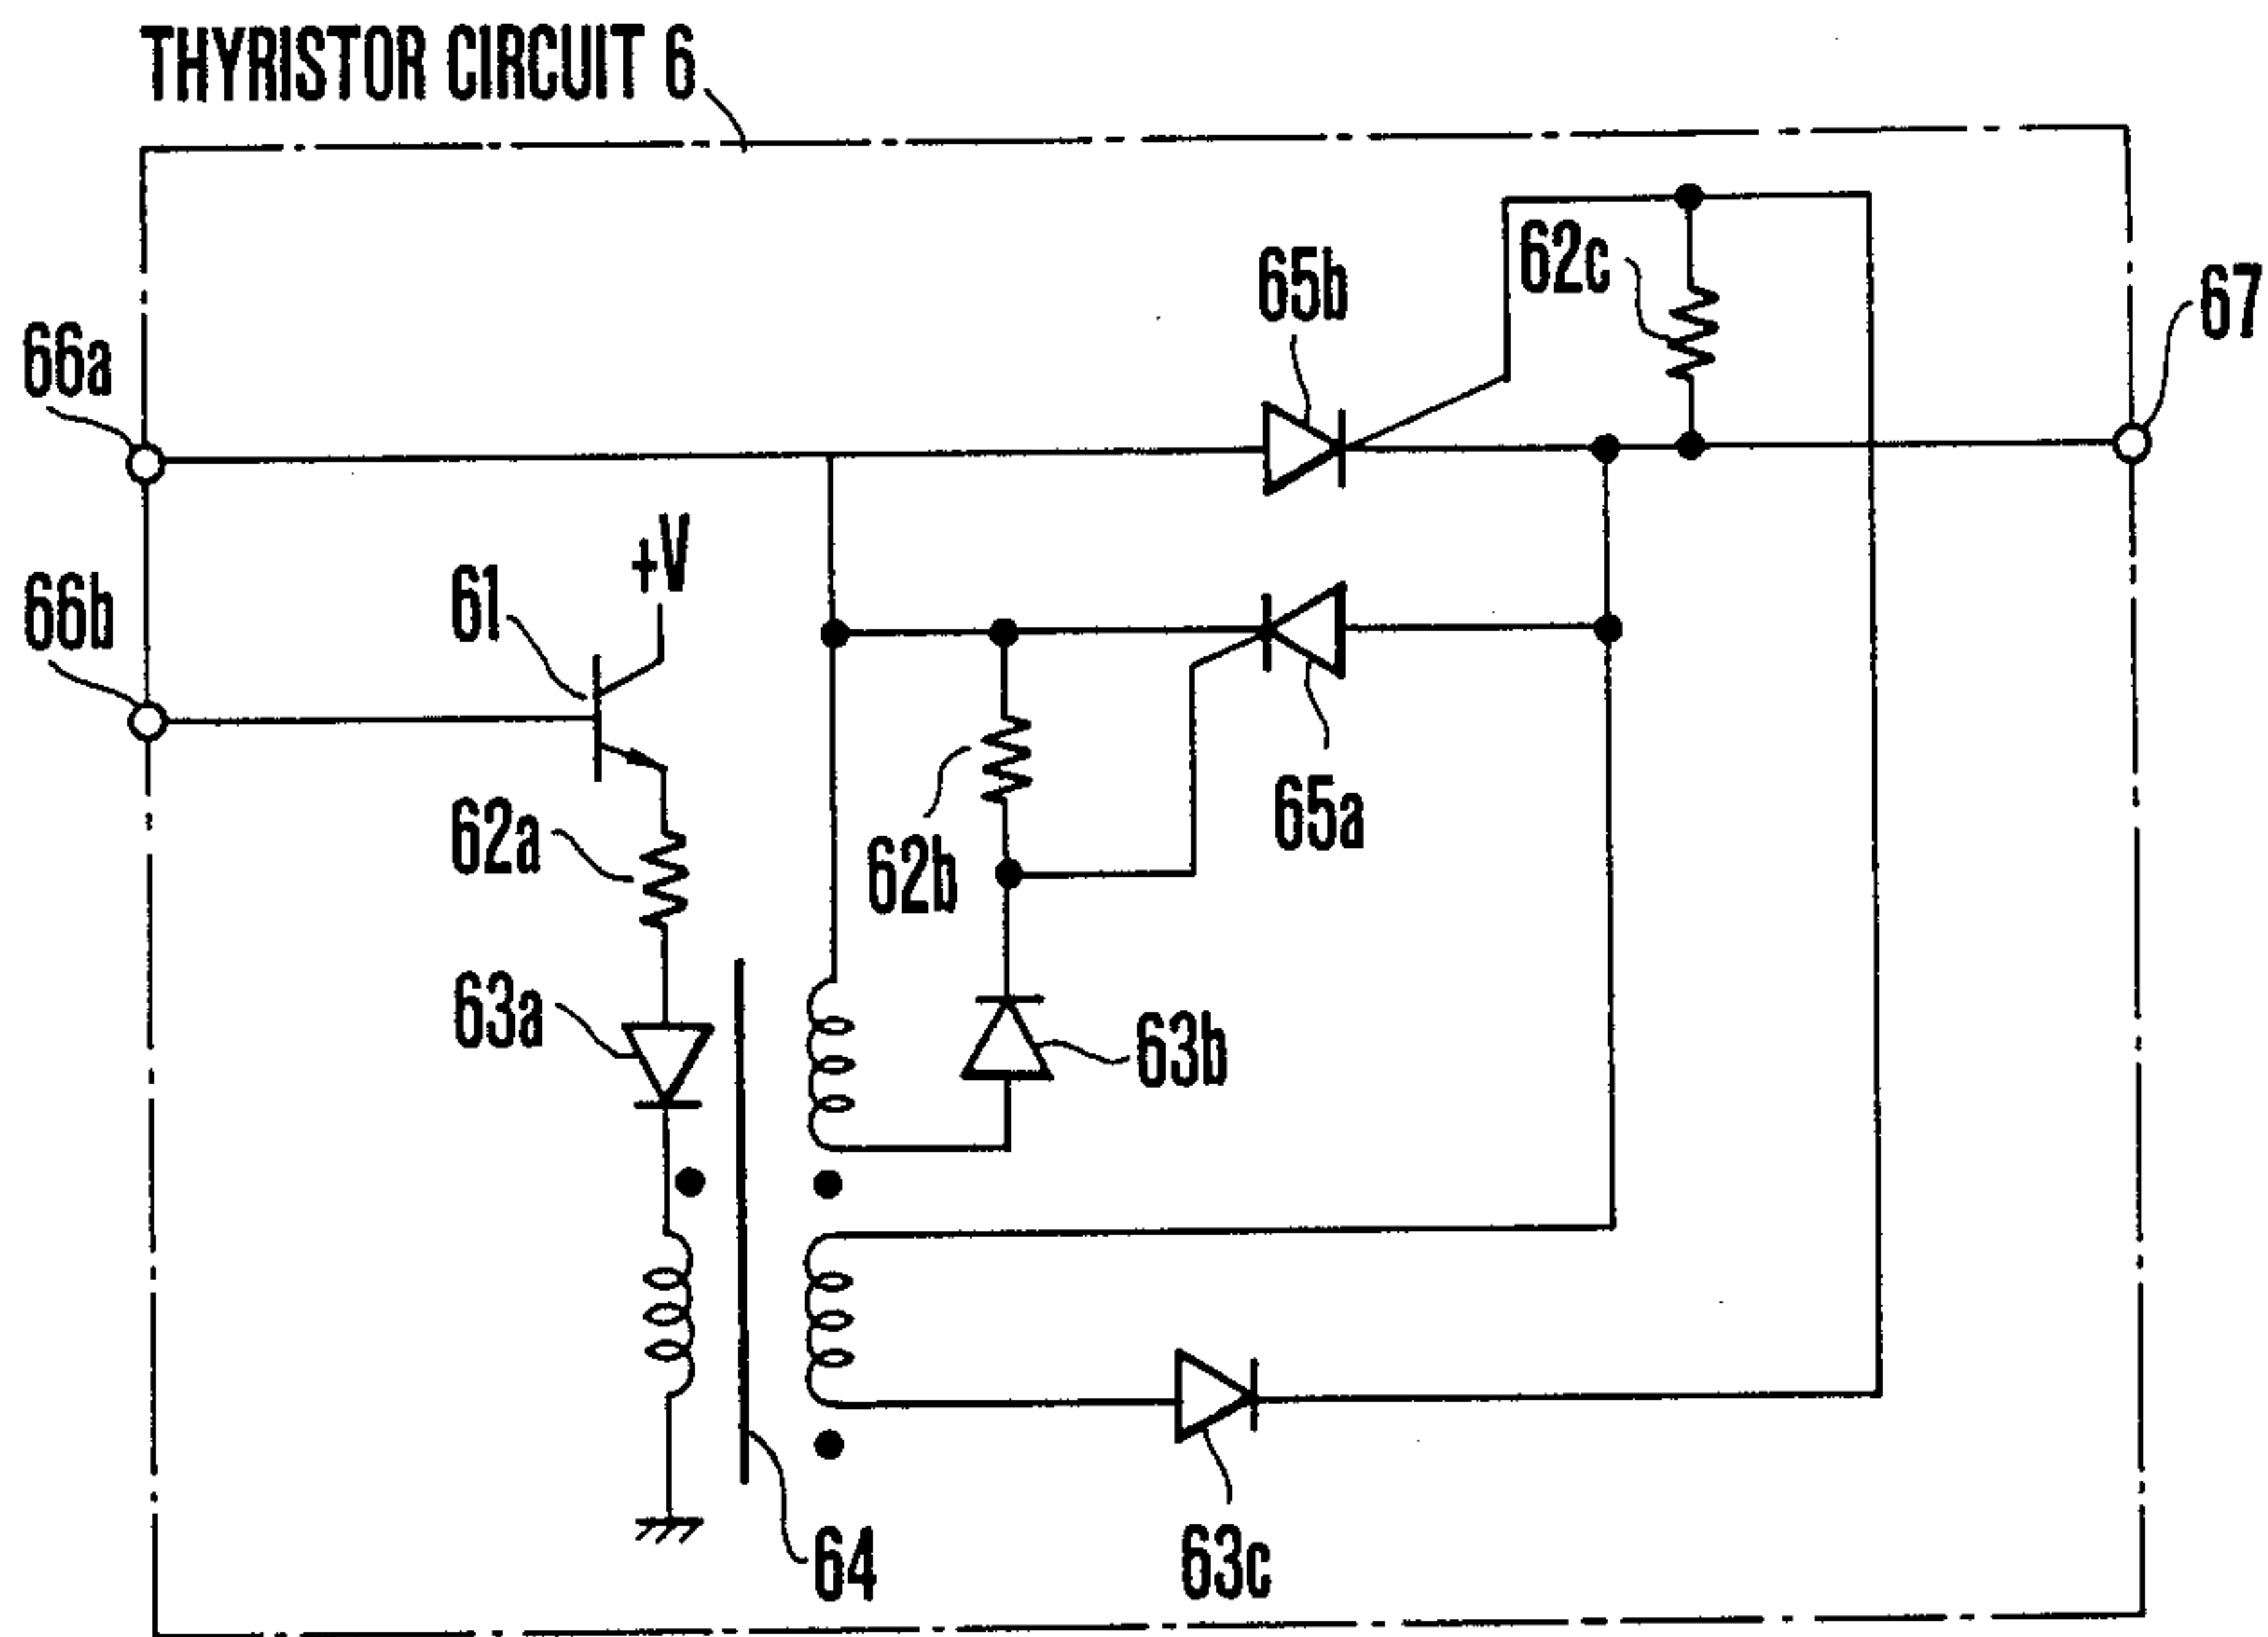 THYRISTOR CIRCUIT 6
65b
62c
67
66a
+V
61
66b
62a
62b
65a
63a
63b
64
63c